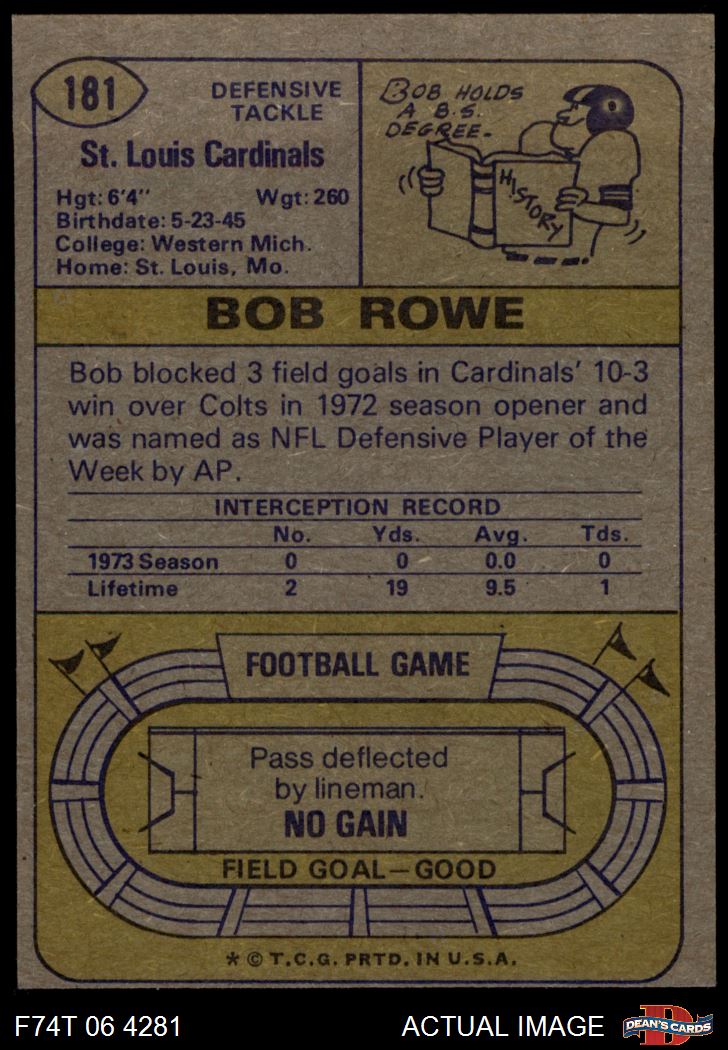 181
DEFENSIVE
TACKLE
St. Louis Cardinals
Hgt: 6'4" Wgt: 260
Birthdate: 5-23-45
College: Western Mich.
Home: St. Louis, Mo.
BOB HOLDS
A B.S.
DEGREE.
HISTORY
BOB ROWE
Bob blocked 3 field goals in Cardinals' 10-3
win over Colts in 1972 season opener and
was named as NFL Defensive Player of the
Week by AP.
INTERCEPTION RECORD
No. Yds. Avg. Tds.
1973 Season 0 0 0.0 0
Lifetime 2 19 9.5 1
FOOTBALL GAME
Pass deflected
by lineman.
NO GAIN
FIELD GOAL—GOOD
* © T.C.G. PRTD. IN U.S.A.
F74T 06 4281 ACTUAL IMAGE
D
DEAN'S CARDS